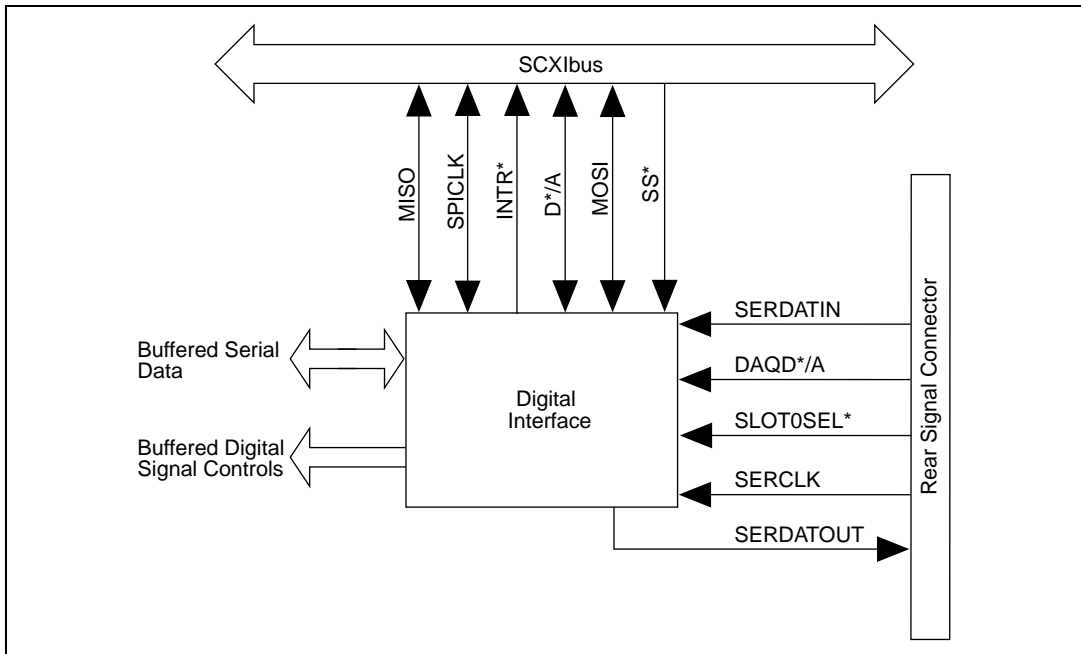 SCXIbus
MISO
SPICLK
INTR*
D*/A
MOSI
SS*
Rear Signal Connector
SERDATIN
DAQD*/A
SLOT0SEL*
SERCLK
SERDATOUT
Buffered Serial
Data
Digital
Interface
Buffered Digital
Signal Controls